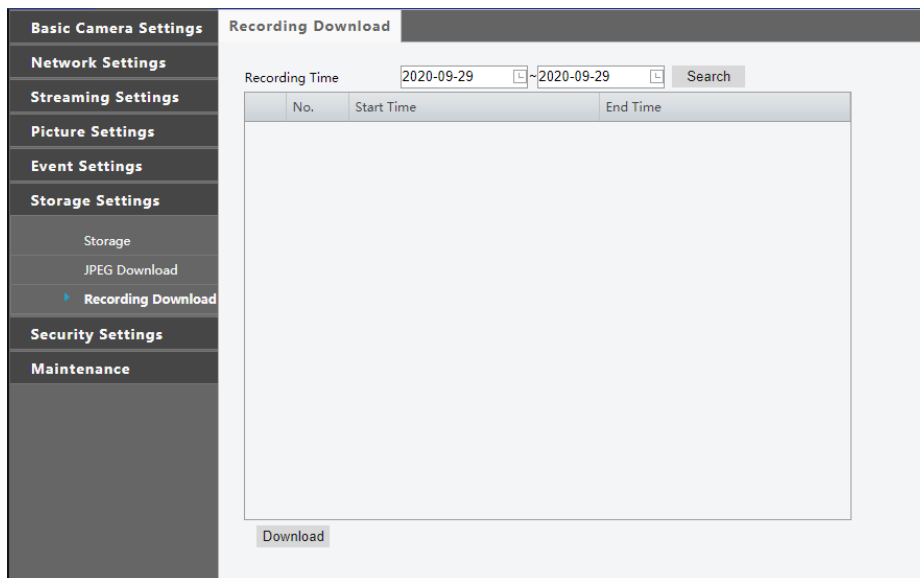 Basic Camera Settings
Network Settings
Streaming Settings
Picture Settings
Event Settings
Storage Settings
Storage
JPEG Download
Recording Download
Security Settings
Maintenance
Recording Download
Recording Time 2020-09-29 ~ 2020-09-29 Search
No. Start Time End Time
Download